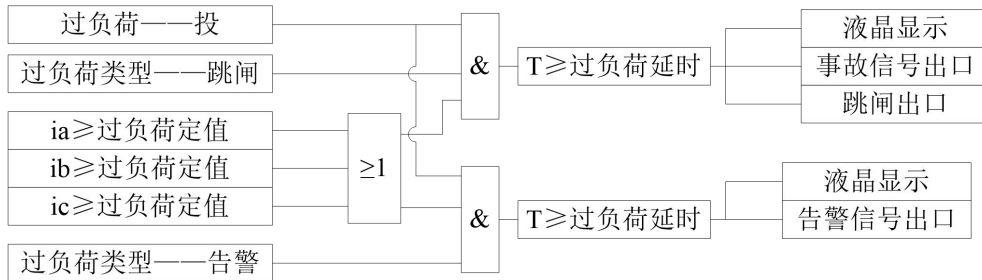 过负荷——投
过负荷类型——跳闸
ia≥过负荷定值
ib≥过负荷定值
ic≥过负荷定值
过负荷类型——告警
≥1
&
&
T≥过负荷延时
T≥过负荷延时
液晶显示
事故信号出口
跳闸出口
液晶显示
告警信号出口